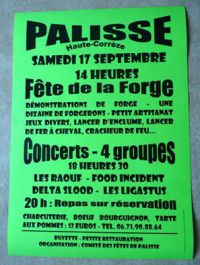 PALISSE
Haute-Corrèze
SAMEDI 17 SEPTEMBRE
14 HEURES
Fête de la Forge
DÉMONSTRATIONS DE FORGE - UNE
DIZAINE DE FORGERONS - PETIT ARTISANAT
JEUX DIVERS, LANCER D'ENCLUME, LANCER
DE FER À CHEVAL, CRACHEUR DE FEU...
Concerts - 4 groupes
18 HEURES 30
LES RAOUF - FOOD INCIDENT
DELTA SLOOD - LES LIGASTUS
20 h : Repas sur réservation
CHARCUTERIE, BOEUF BOURGUIGNON, TARTE
AUX POMMES : 12 EUROS - TEL. 06.71.90.88.64
BUVETTE - PETITE RESTAURATION
ORGANISATION : COMITÉ DES FÊTES DE PALISSE